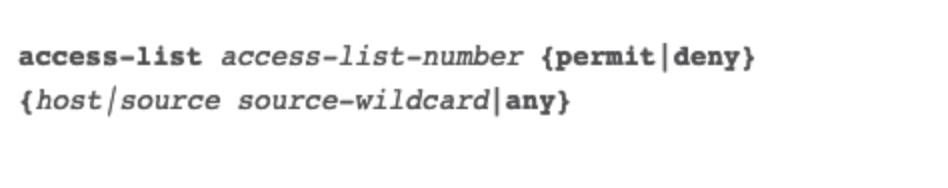 access-list access-list-number {permit|deny}
{host|source source-wildcard|any}